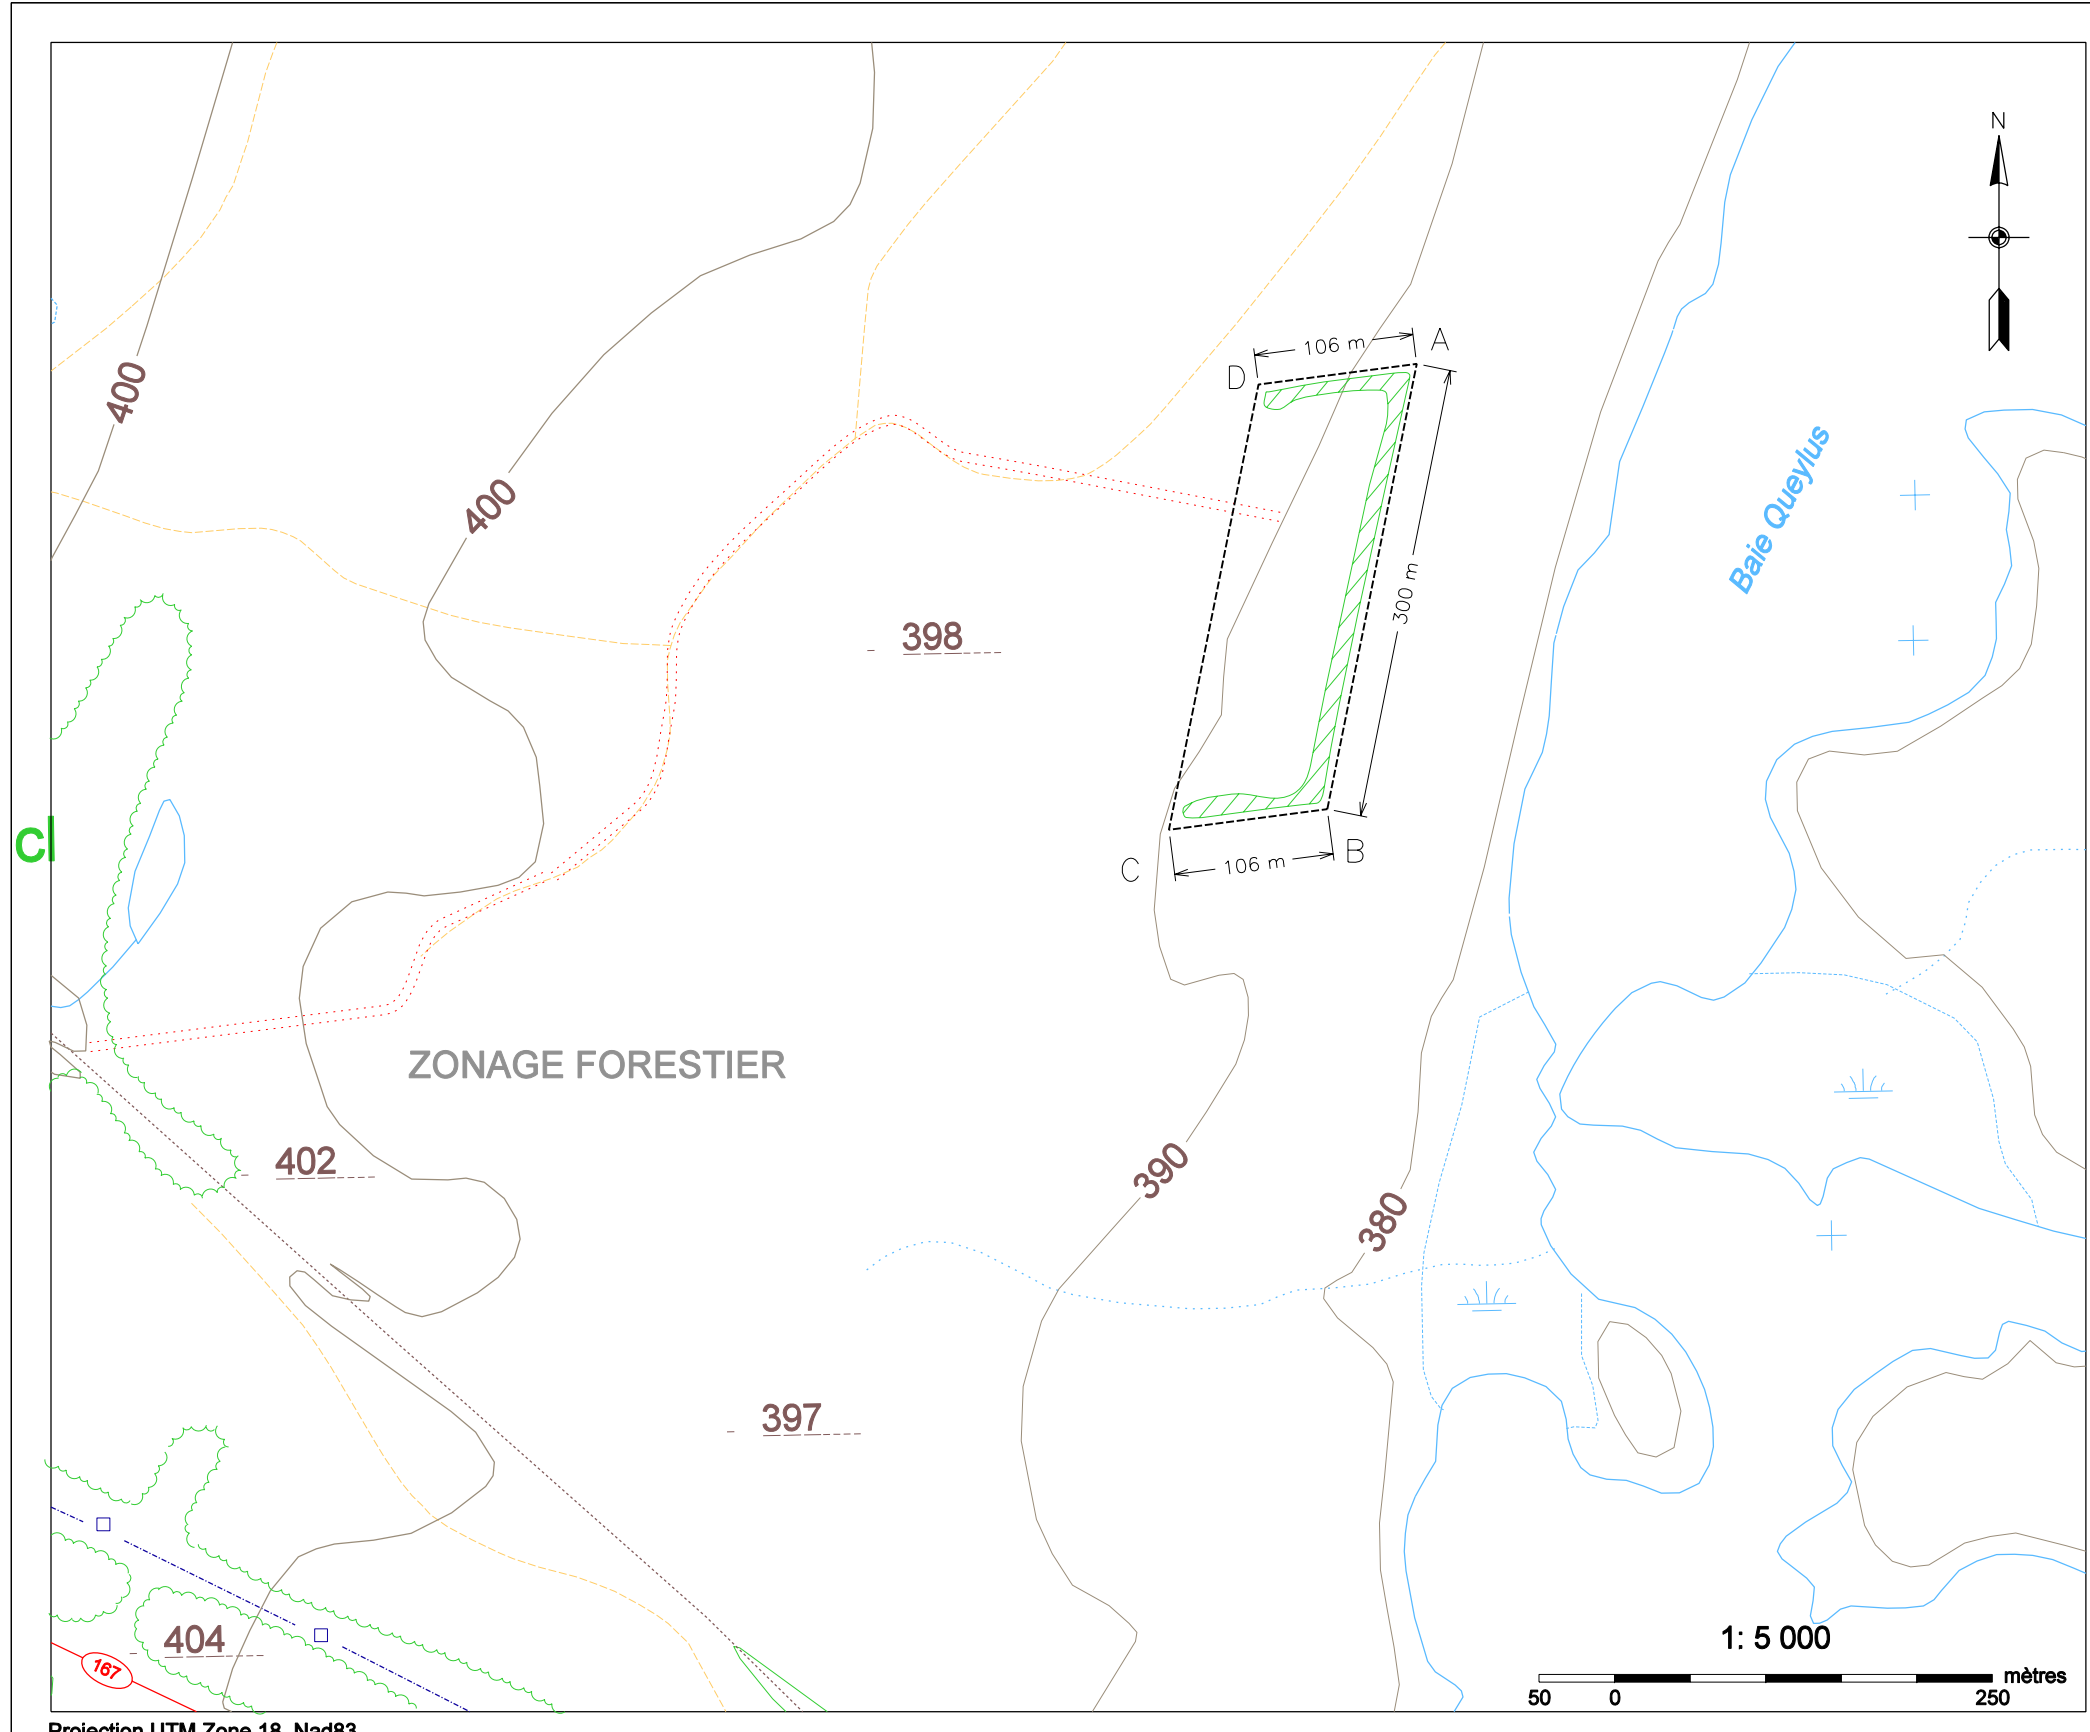 N
A
106 m
D
400
Baie Queylus
400
300 m
398
Cl
B
106 m
C
ZONAGE FORESTIER
402
390
380
397
404
1: 5 000
167
mètres
50 0 250
Projection UTM Zone 18, Nad83